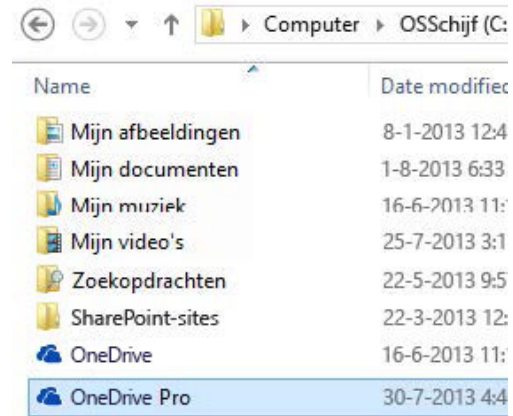 Computer OSSchijf (C:
Name Date modified
Mijn afbeeldingen 8-1-2013 12:4
Mijn documenten 1-8-2013 6:33
Mijn muziek 16-6-2013 11:
Mijn video's 25-7-2013 3:1
Zoekopdrachten 22-5-2013 9:5
SharePoint-sites 22-3-2013 12:
OneDrive 16-6-2013 11:
OneDrive Pro 30-7-2013 4:4